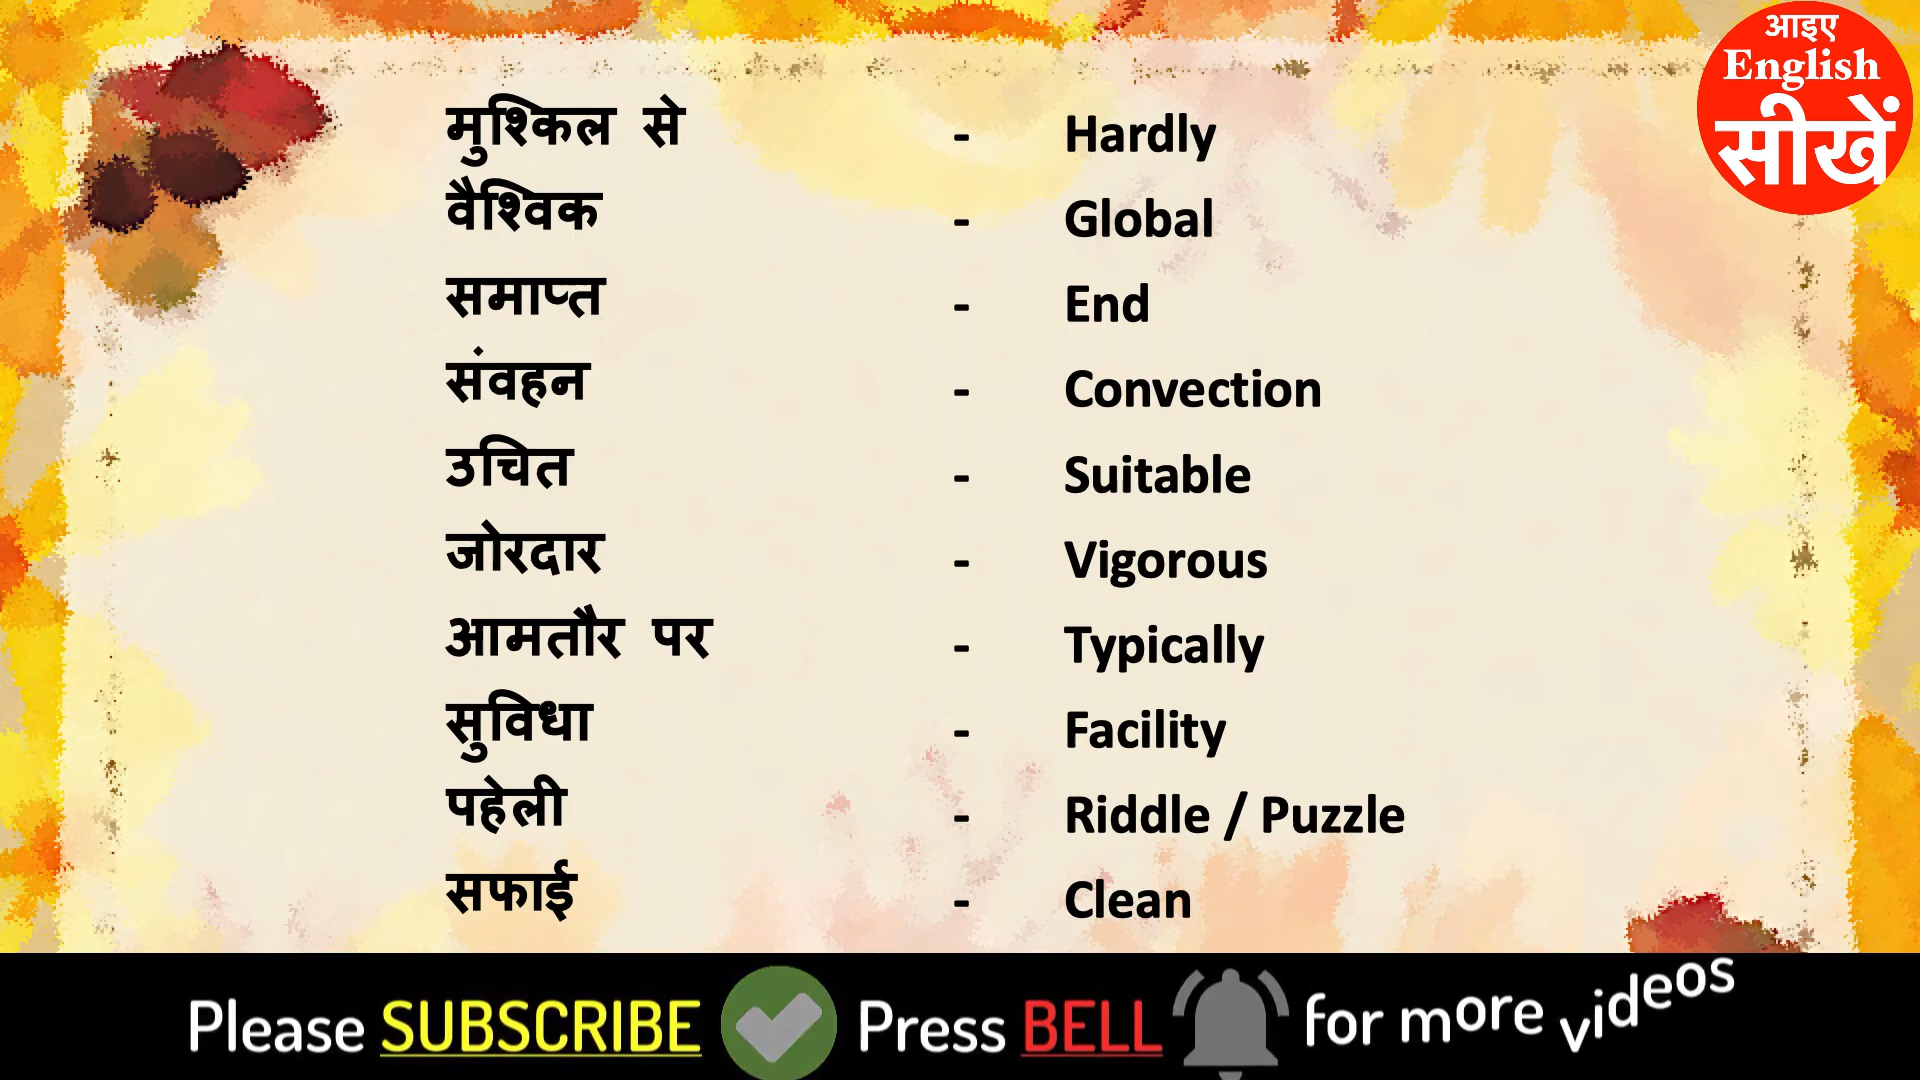 आइए
English
सीखें
मुश्किल से - Hardly
वैश्विक - Global
समाप्त - End
संवहन - Convection
उचित - Suitable
जोरदार - Vigorous
आमतौर पर - Typically
सुविधा - Facility
पहेली - Riddle / Puzzle
सफाई - Clean
Please SUBSCRIBE Press BELL for more videos